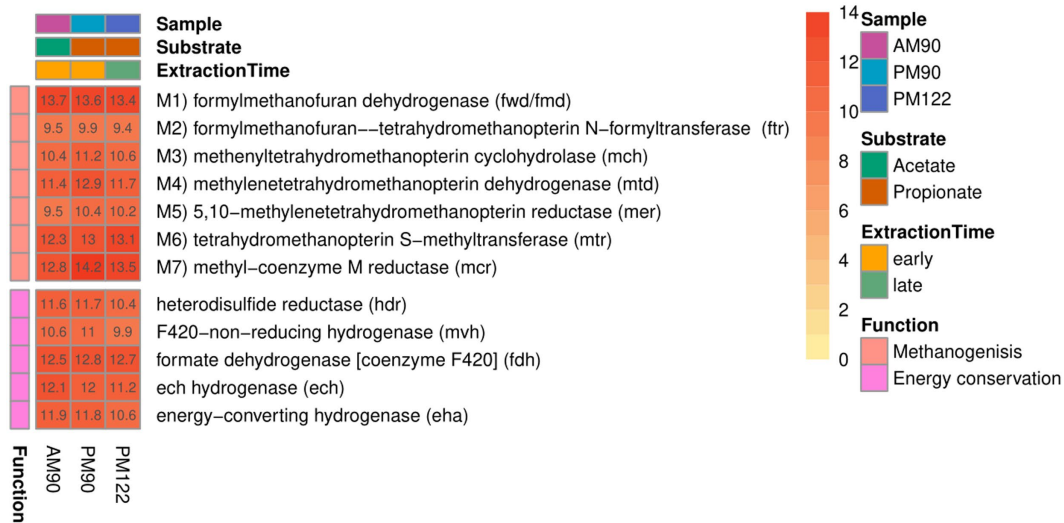 Sample
Substrate
ExtractionTime
13.7 13.6 13.4 M1) formylmethanofuran dehydrogenase (fwd/fmd)
9.5 9.9 9.4 M2) formylmethanofuran−−tetrahydromethanopterin N−formyltransferase (ftr)
10.4 11.2 10.6 M3) methenyltetrahydromethanopterin cyclohydrolase (mch)
11.4 12.9 11.7 M4) methylenetetrahydromethanopterin dehydrogenase (mtd)
9.5 10.4 10.2 M5) 5,10−methylenetetrahydromethanopterin reductase (mer)
12.3 13 13.1 M6) tetrahydromethanopterin S−methyltransferase (mtr)
12.8 14.2 13.5 M7) methyl−coenzyme M reductase (mcr)
11.6 11.7 10.4 heterodisulfide reductase (hdr)
10.6 11 9.9 F420−non−reducing hydrogenase (mvh)
12.5 12.8 12.7 formate dehydrogenase [coenzyme F420] (fdh)
12.1 12 11.2 ech hydrogenase (ech)
11.9 11.8 10.6 energy−converting hydrogenase (eha)
Function
AM90
PM90
PM122
14
12
10
8
6
4
2
0
Sample
AM90
PM90
PM122
Substrate
Acetate
Propionate
ExtractionTime
early
late
Function
Methanogenisis
Energy conservation